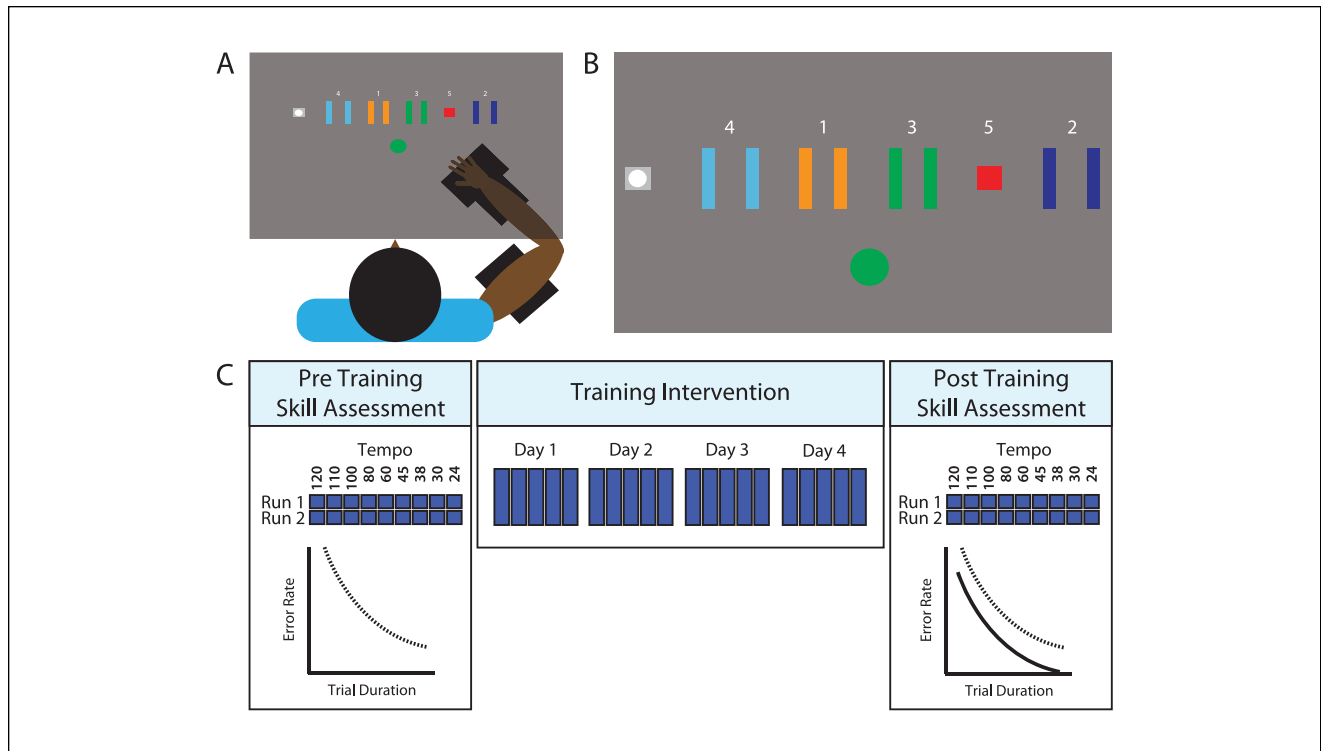 A
4 1 3 5 2
B
4 1 3 5 2
C
Pre Training
Skill Assessment
Tempo
120 110 100 80 60 45 38 30 24
Run 1
Run 2
Error Rate
Trial Duration
Training Intervention
Day 1 Day 2 Day 3 Day 4
Post Training
Skill Assessment
Tempo
120 110 100 80 60 45 38 30 24
Run 1
Run 2
Error Rate
Trial Duration